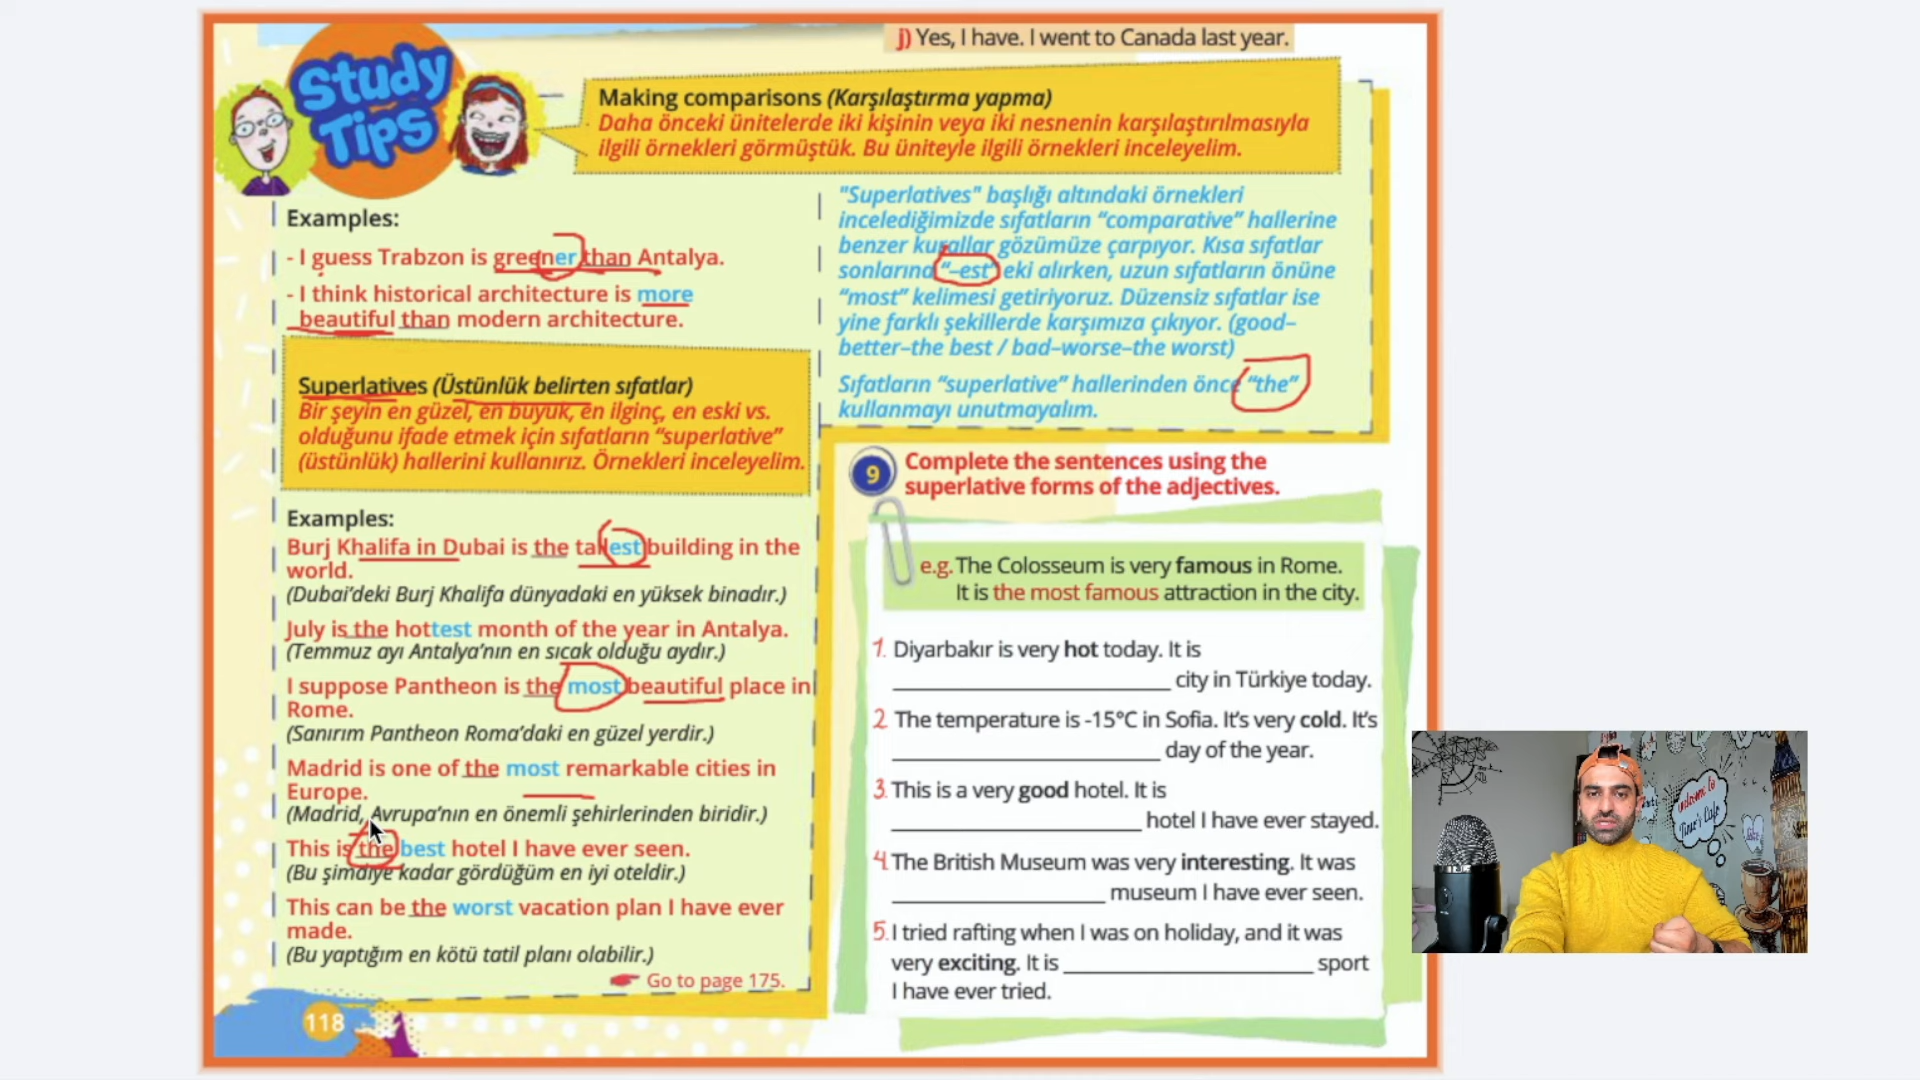 j) Yes, I have. I went to Canada last year.
Study
Tips
Making comparisons (Karşılaştırma yapma)
Daha önceki ünitelerde iki kişinin veya iki nesnenin karşılaştırılmasıyla
ilgili örnekleri görmüştük. Bu üniteyle ilgili örnekleri inceleyelim.
Examples:
- I guess Trabzon is greener than Antalya.
- I think historical architecture is more
beautiful than modern architecture.
Superlatives (Üstünlük belirten sıfatlar)
Bir şeyin en güzel, en büyük, en ilginç, en eski vs.
olduğunu ifade etmek için sıfatların “superlative”
(üstünlük) hallerini kullanırız. Örnekleri inceleyelim.
Examples:
Burj Khalifa in Dubai is the tallest building in the
world.
(Dubai’deki Burj Khalifa dünyadaki en yüksek binadır.)
July is the hottest month of the year in Antalya.
(Temmuz ayı Antalya’nın en sıcak olduğu aydır.)
I suppose Pantheon is the most beautiful place in
Rome.
(Sanırım Pantheon Roma’daki en güzel yerdir.)
Madrid is one of the most remarkable cities in
Europe.
(Madrid, Avrupa’nın en önemli şehirlerinden biridir.)
This is the best hotel I have ever seen.
(Bu şimdiye kadar gördüğüm en iyi oteldir.)
This can be the worst vacation plan I have ever
made.
(Bu yaptığım en kötü tatil planı olabilir.)
Go to page 175.
118
"Superlatives" başlığı altındaki örnekleri
incelediğimizde sıfatların “comparative” hallerine
benzer kurallar gözümüze çarpıyor. Kısa sıfatlar
sonlarına “–est” eki alırken, uzun sıfatların önüne
“most” kelimesi getiriyoruz. Düzensiz sıfatlar ise
yine farklı şekillerde karşımıza çıkıyor. (good–
better–the best / bad–worse–the worst)
Sıfatların “superlative” hallerinden önce “the”
kullanmayı unutmayalım.
9 Complete the sentences using the
superlative forms of the adjectives.
e.g. The Colosseum is very famous in Rome.
It is the most famous attraction in the city.
1. Diyarbakır is very hot today. It is
____ city in Türkiye today.
2 The temperature is -15°C in Sofia. It’s very cold. It’s
____ day of the year.
3. This is a very good hotel. It is
____ hotel I have ever stayed.
4. The British Museum was very interesting. It was
____ museum I have ever seen.
5. I tried rafting when I was on holiday, and it was
very exciting. It is ____ sport
I have ever tried.
welcome to
Time's Cafe